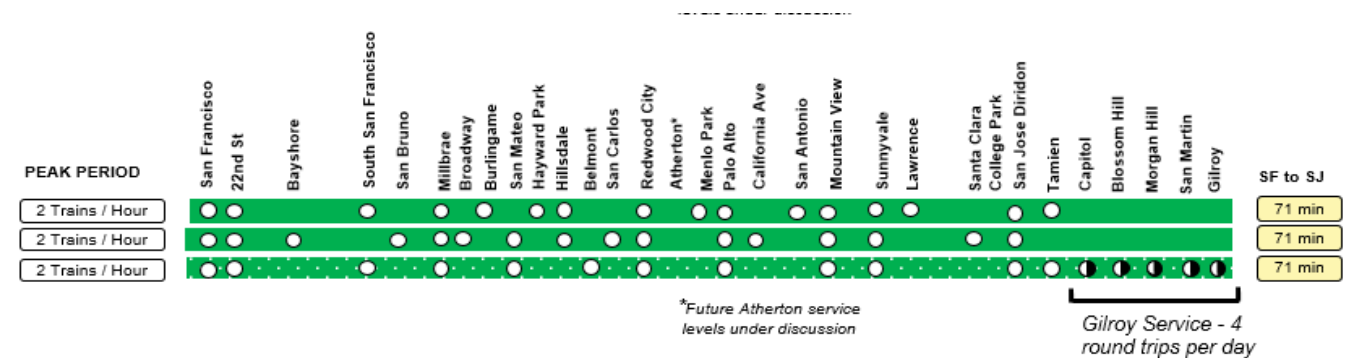 San Francisco
22nd St
Bayshore
South San Francisco
San Bruno
Millbrae
Broadway
Burlingame
San Mateo
Hayward Park
Hillsdale
Belmont
San Carlos
Redwood City
Atherton*
Menlo Park
Palo Alto
California Ave
San Antonio
Mountain View
Sunnyvale
Lawrence
Santa Clara
College Park
San Jose Diridon
Tamien
Capitol
Blossom Hill
Morgan Hill
San Martin
Gilroy
PEAK PERIOD
SF to SJ
2 Trains / Hour
71 min
2 Trains / Hour
71 min
2 Trains / Hour
71 min
*Future Atherton service
levels under discussion
Gilroy Service - 4
round trips per day